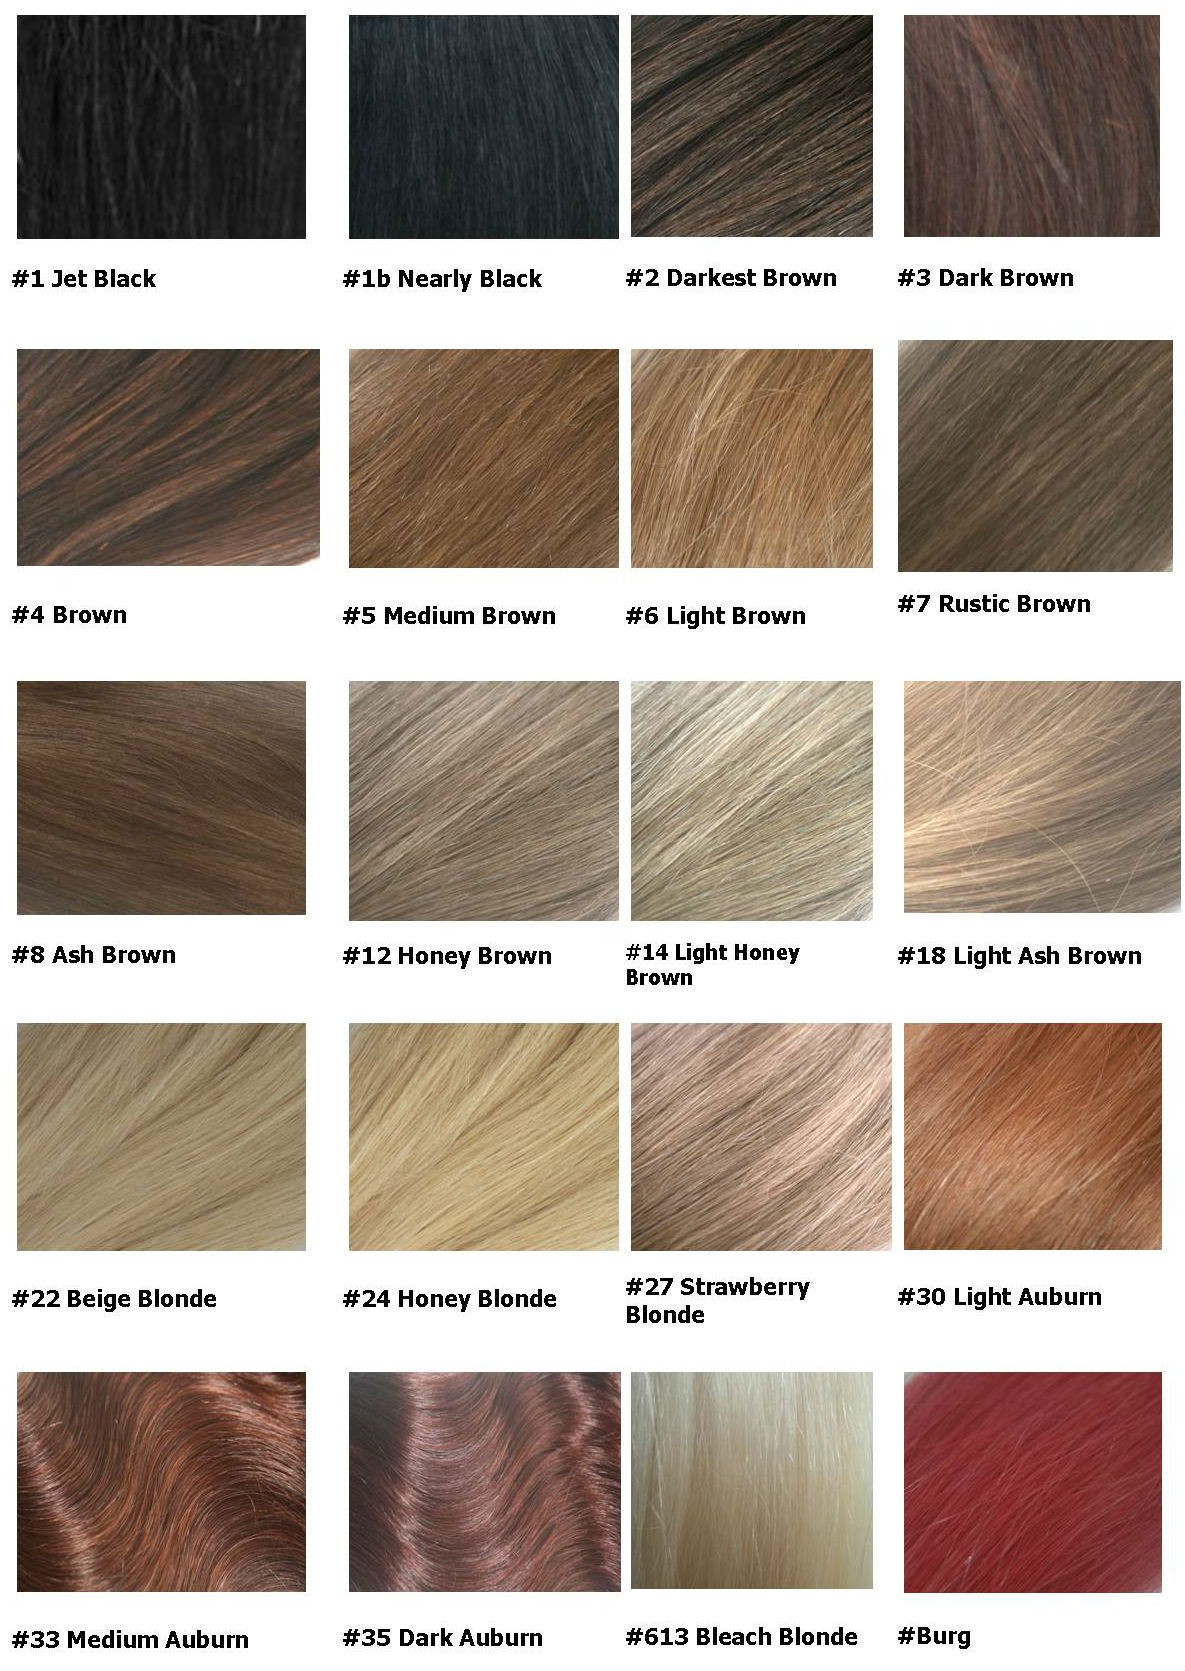 #1 Jet Black
#1b Nearly Black
#2 Darkest Brown
#3 Dark Brown
#4 Brown
#5 Medium Brown
#6 Light Brown
#7 Rustic Brown
#8 Ash Brown
#12 Honey Brown
#14 Light Honey
Brown
#18 Light Ash Brown
#22 Beige Blonde
#24 Honey Blonde
#27 Strawberry
Blonde
#30 Light Auburn
#33 Medium Auburn
#35 Dark Auburn
#613 Bleach Blonde
#Burg